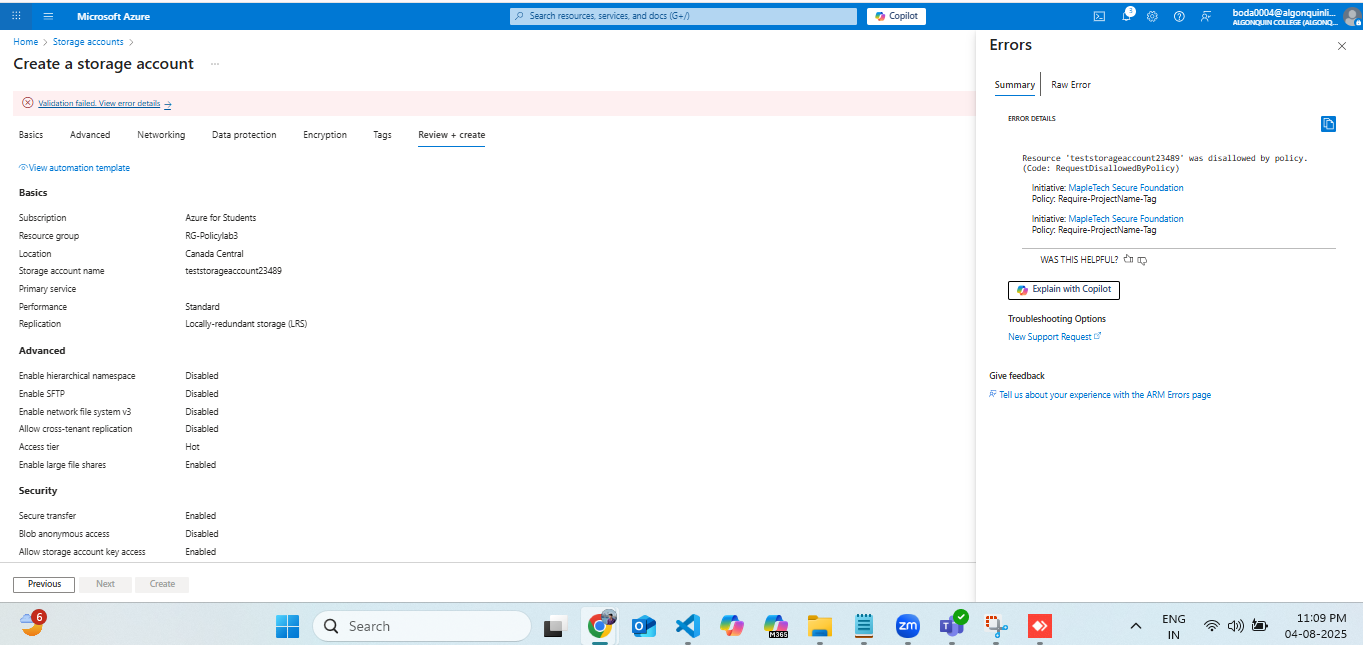 Microsoft Azure
Search resources, services, and docs (G+/)
Copilot
3
boda0004@algonquinli...
ALGONQUIN COLLEGE (ALGONQ...
Home > Storage accounts >
Create a storage account ...
Validation failed. View error details →
Basics Advanced Networking Data protection Encryption Tags Review + create
View automation template
Basics
Subscription Azure for Students
Resource group RG-Policylab3
Location Canada Central
Storage account name teststorageaccount23489
Primary service
Performance Standard
Replication Locally-redundant storage (LRS)
Advanced
Enable hierarchical namespace Disabled
Enable SFTP Disabled
Enable network file system v3 Disabled
Allow cross-tenant replication Disabled
Access tier Hot
Enable large file shares Enabled
Security
Secure transfer Enabled
Blob anonymous access Disabled
Allow storage account key access Enabled
Previous Next Create
Errors
Summary Raw Error
ERROR DETAILS
Resource 'teststorageaccount23489' was disallowed by policy.
(Code: RequestDisallowedByPolicy)
Initiative: MapleTech Secure Foundation
Policy: Require-ProjectName-Tag
Initiative: MapleTech Secure Foundation
Policy: Require-ProjectName-Tag
WAS THIS HELPFUL?
Explain with Copilot
Troubleshooting Options
New Support Request
Give feedback
Tell us about your experience with the ARM Errors page
6
Search
M365
zm
ENG
IN
11:09 PM
04-08-2025